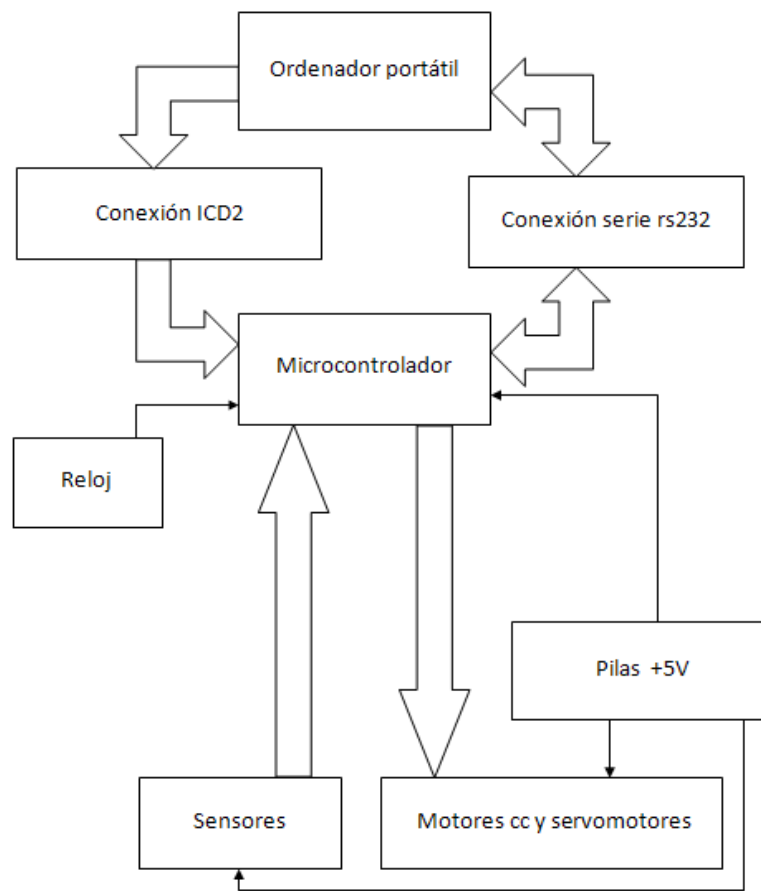 Ordenador portátil
Conexión ICD2
Conexión serie rs232
Microcontrolador
Reloj
Pilas +5V
Sensores
Motores cc y servomotores